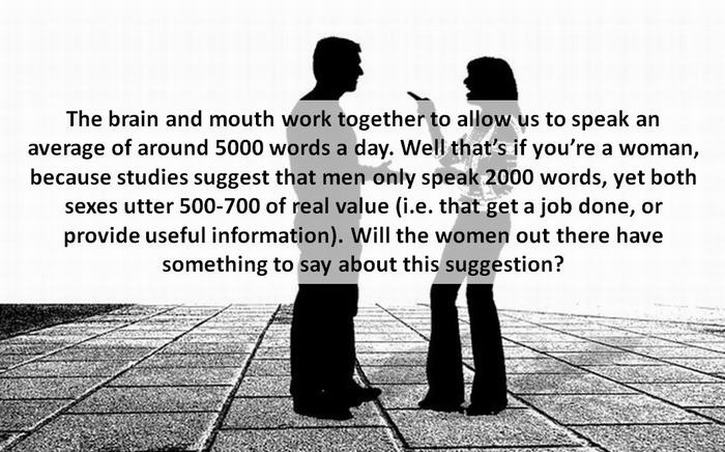 The brain and mouth work together to allow us to speak an
average of around 5000 words a day. Well that's if you're a woman,
because studies suggest that men only speak 2000 words, yet both
sexes utter 500-700 of real value (i.e. that get a job done, or
provide useful information). Will the women out there have
something to say about this suggestion?